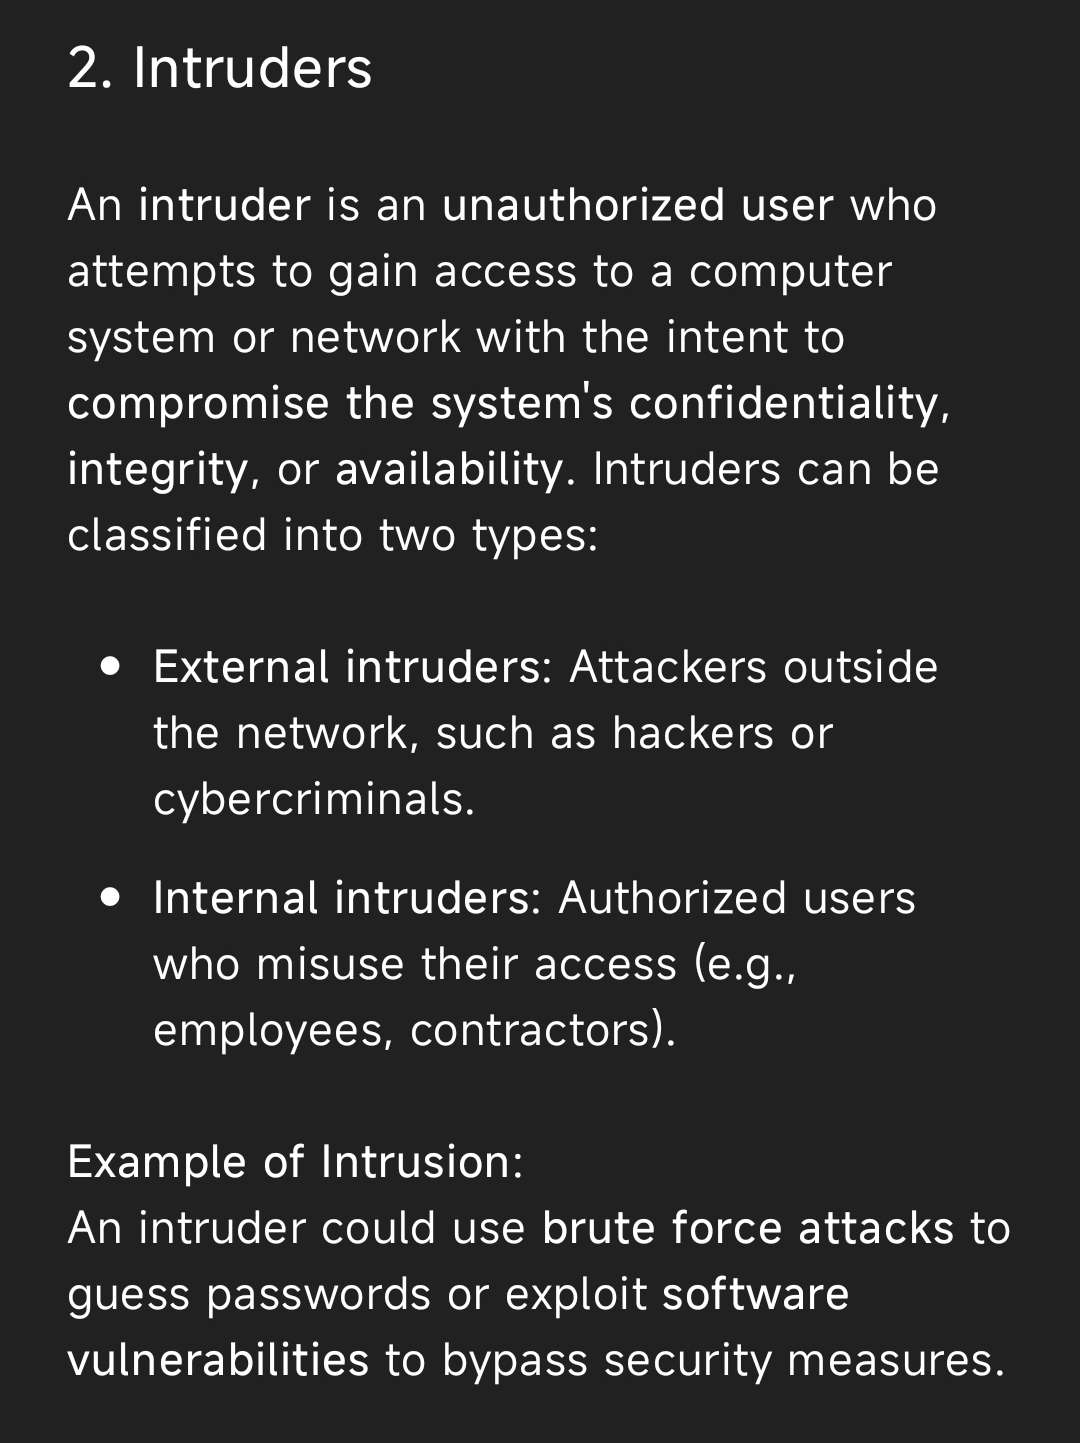 2. Intruders
An intruder is an unauthorized user who
attempts to gain access to a computer
system or network with the intent to
compromise the system's confidentiality,
integrity, or availability. Intruders can be
classified into two types:
• External intruders: Attackers outside
the network, such as hackers or
cybercriminals.
• Internal intruders: Authorized users
who misuse their access (e.g.,
employees, contractors).
Example of Intrusion:
An intruder could use brute force attacks to
guess passwords or exploit software
vulnerabilities to bypass security measures.